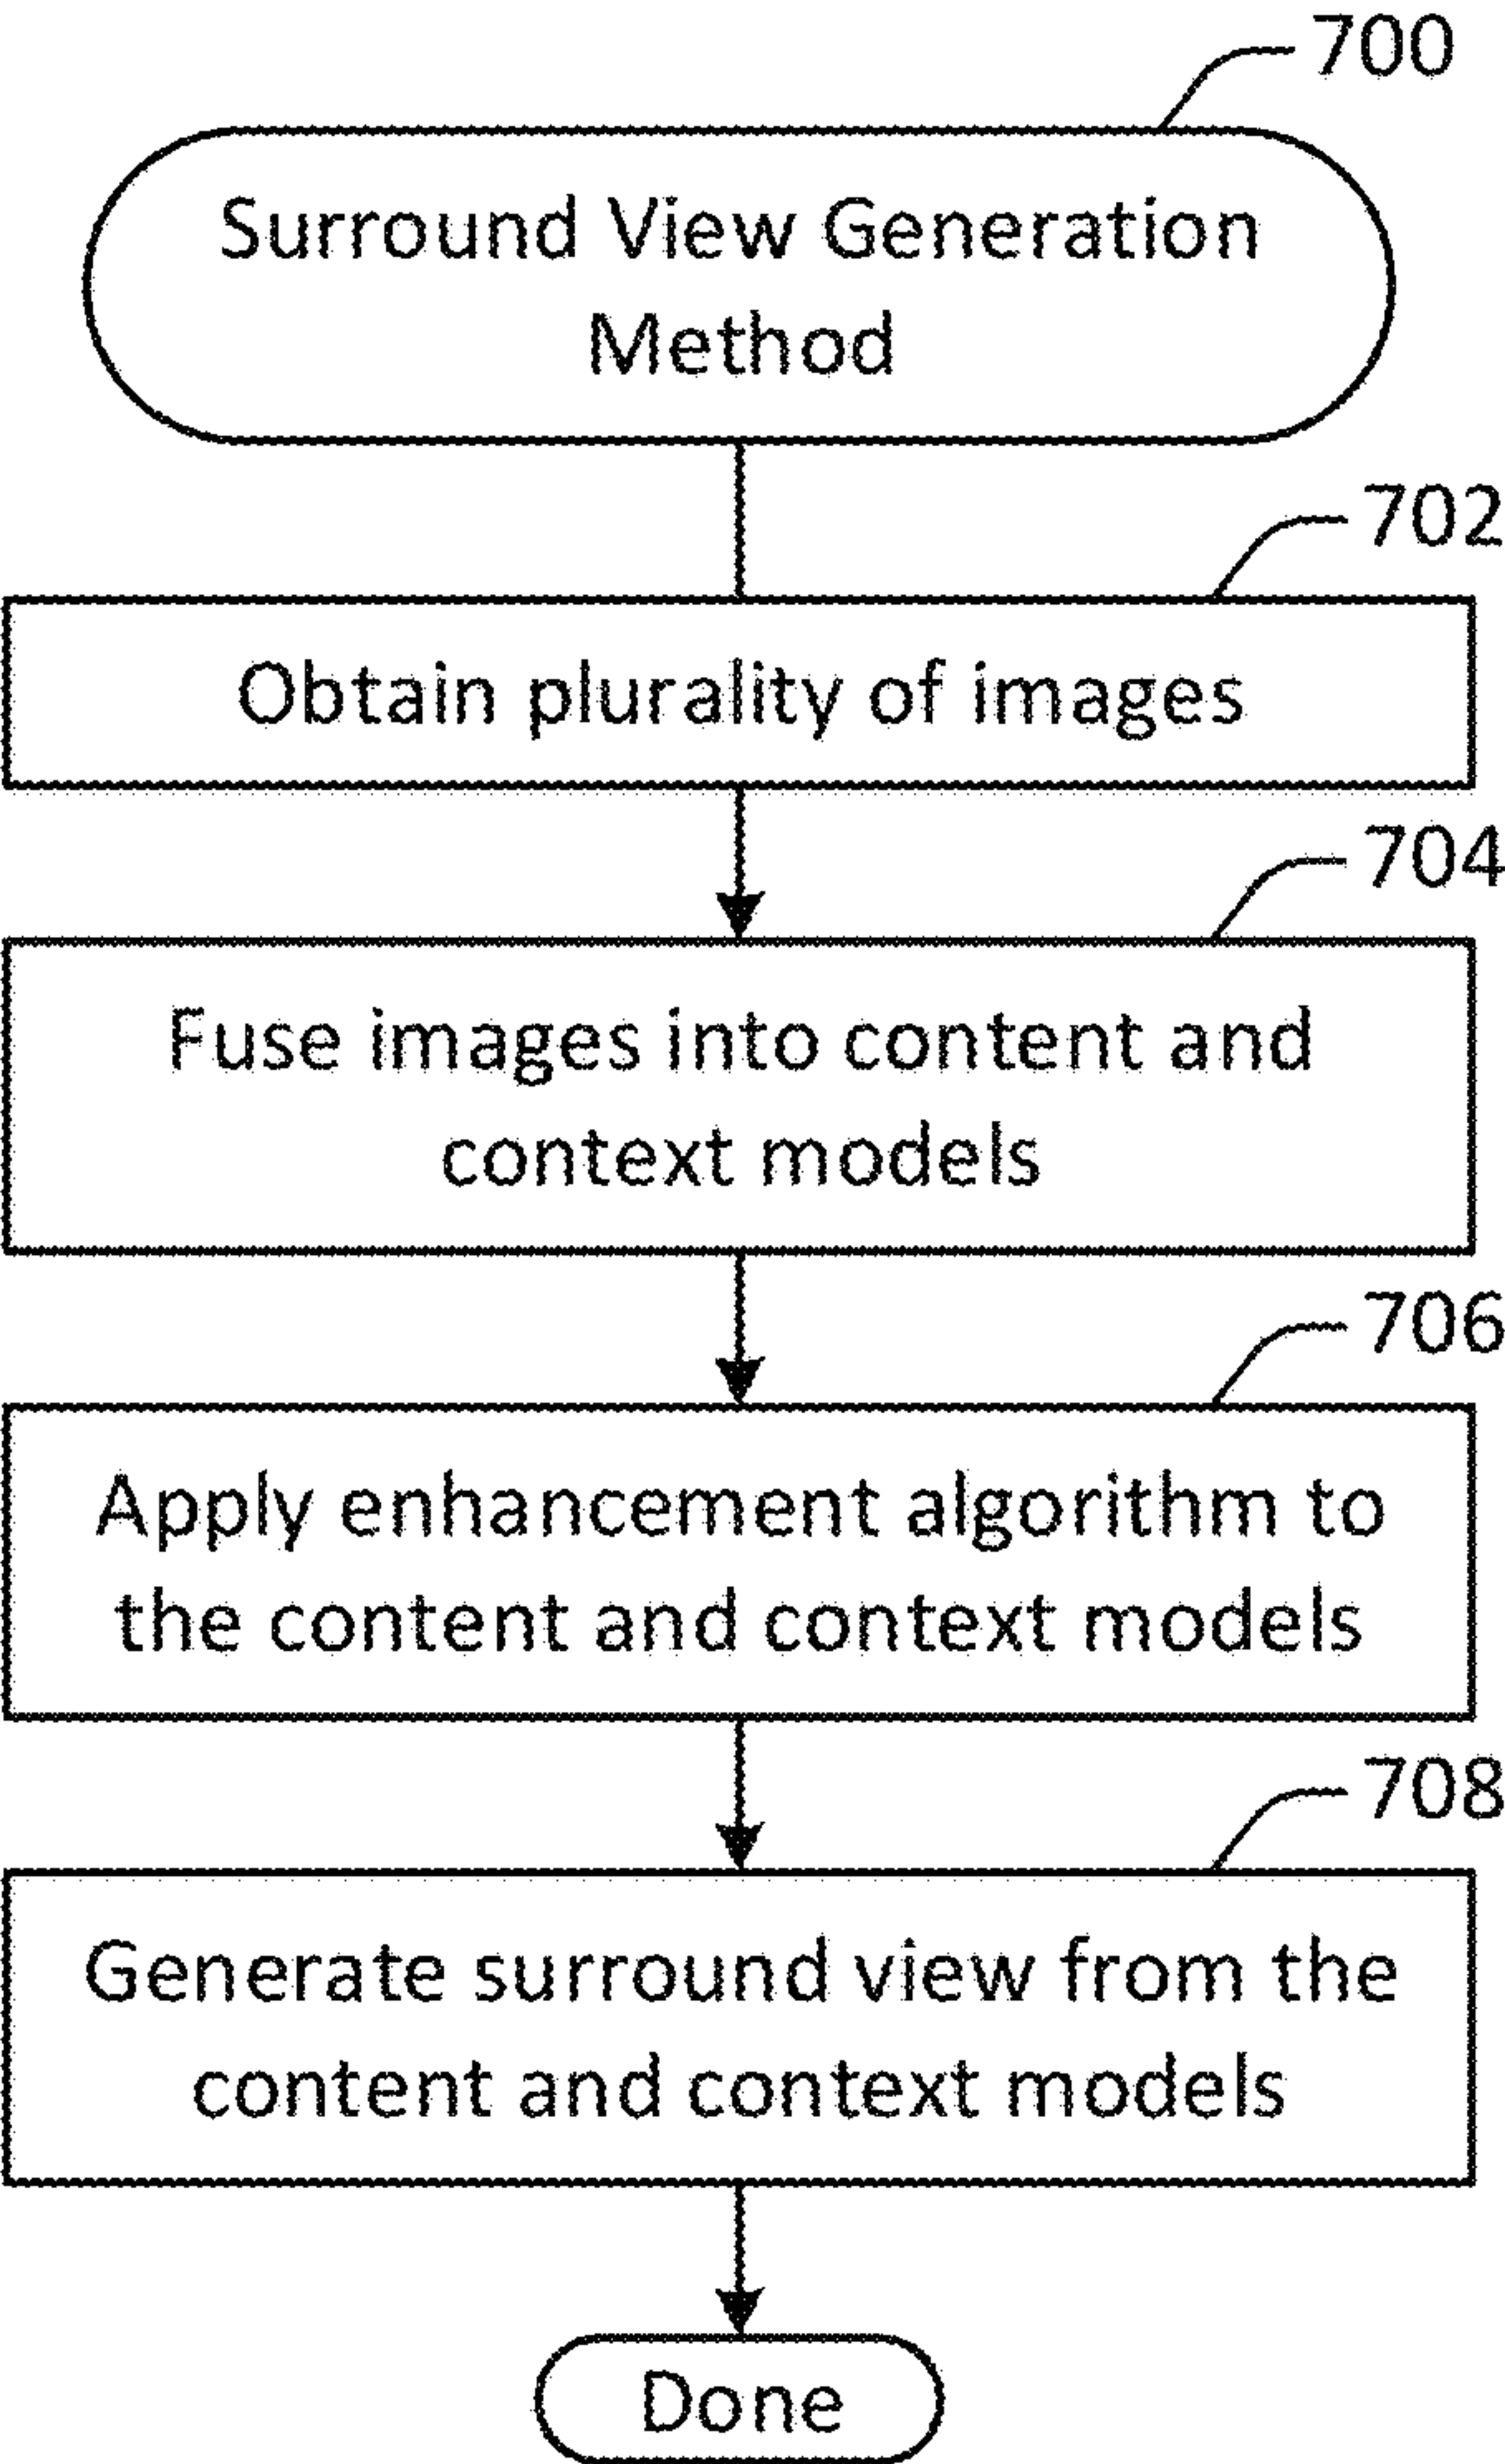 700
Surround View Generation
Method
702
Obtain plurality of images
704
Fuse images into content and
context models
706
Apply enhancement algorithm to
the content and context models
708
Generate surround view from the
content and context models
Done